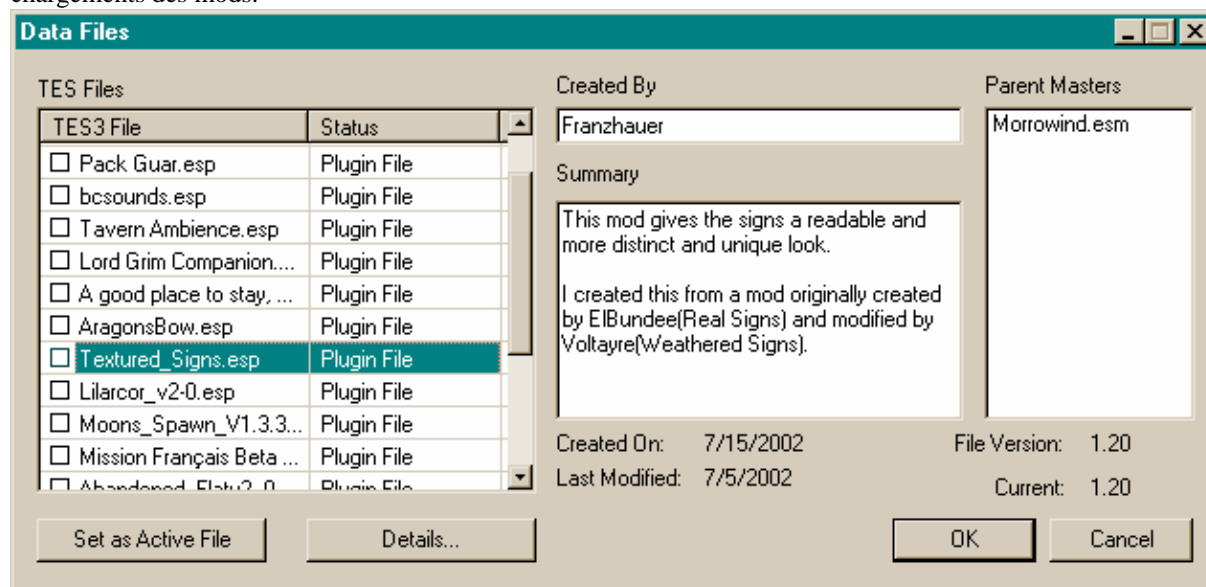 chargements des mods.
Data Files
TES Files
TES3 File Status
Pack Guar.esp Plugin File
bcsounds.esp Plugin File
Tavern Ambience.esp Plugin File
Lord Grim Companion.... Plugin File
A good place to stay, ... Plugin File
AragonsBow.esp Plugin File
Textured_Signs.esp Plugin File
Lilarcor_v2-0.esp Plugin File
Moons_Spawn_V1.3.3... Plugin File
Mission Français Beta ... Plugin File
Plugin File
Set as Active File
Details...
Created By
Franzhauer
Summary
This mod gives the signs a readable and
more distinct and unique look.
I created this from a mod originally created
by ElBundee(Real Signs) and modified by
Voltayre(Weathered Signs).
Created On: 7/15/2002
Last Modified: 7/5/2002
Parent Masters
Morrowind.esm
File Version: 1.20
Current: 1.20
OK
Cancel